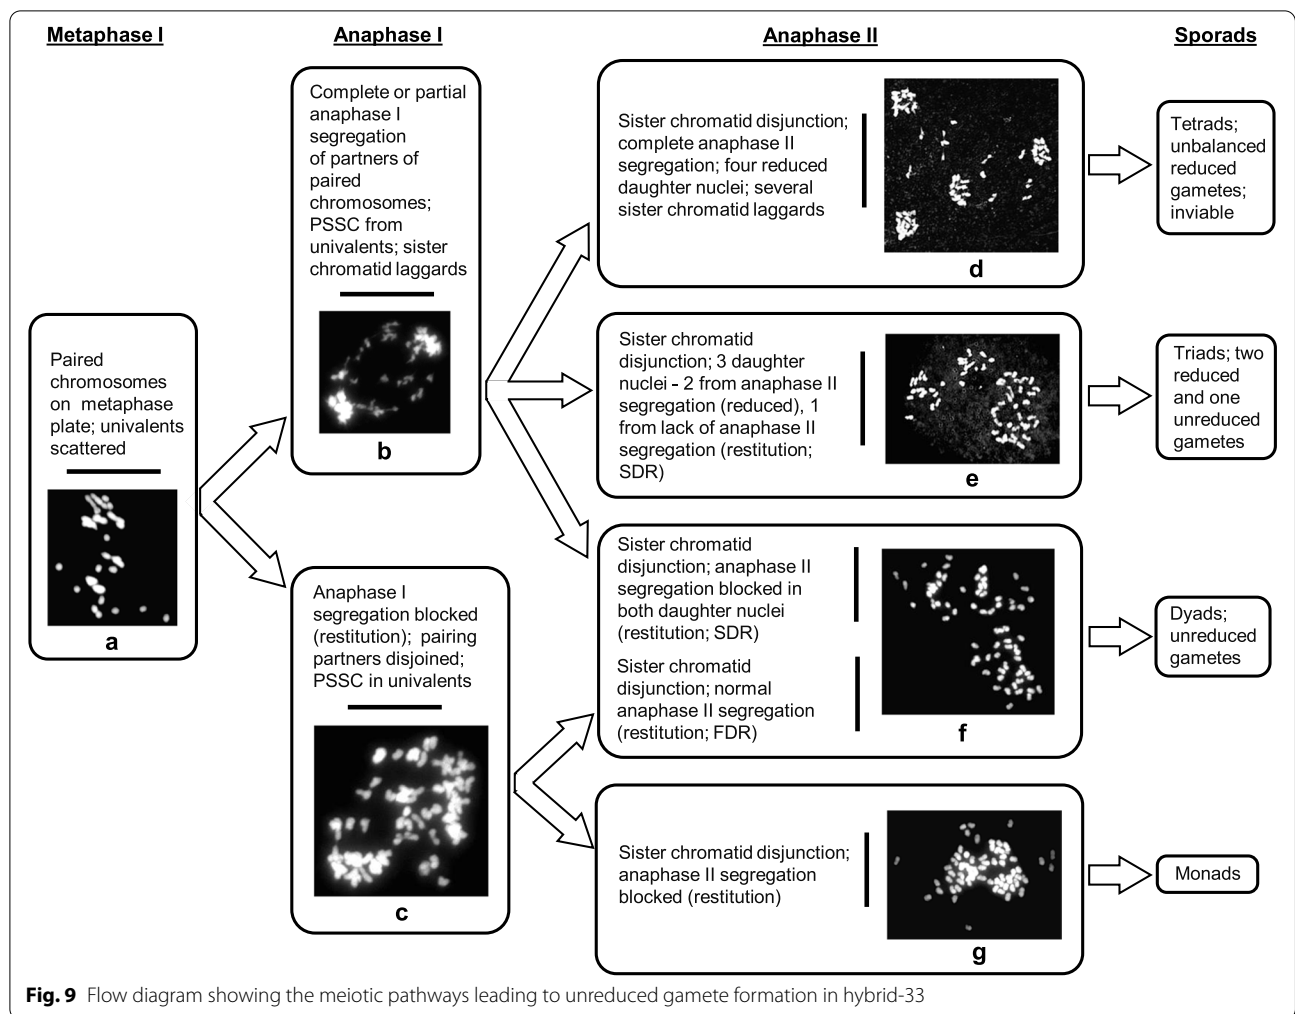 Metaphase I
Anaphase I
Anaphase II
Sporads
Paired
chromosomes
on metaphase
plate; univalents
scattered
a
Complete or partial
anaphase I
segregation
of partners of
paired
chromosomes;
PSSC from
univalents; sister
chromatid laggards
b
Anaphase I
segregation blocked
(restitution); pairing
partners disjoined;
PSSC in univalents
c
Sister chromatid disjunction;
complete anaphase II
segregation; four reduced
daughter nuclei; several
sister chromatid laggards
d
Tetrads;
unbalanced
reduced
gametes;
inviable
Sister chromatid
disjunction; 3 daughter
nuclei - 2 from anaphase II
segregation (reduced), 1
from lack of anaphase II
segregation (restitution;
SDR)
e
Triads; two
reduced
and one
unreduced
gametes
Sister chromatid
disjunction; anaphase II
segregation blocked in
both daughter nuclei
(restitution; SDR)
Sister chromatid
disjunction; normal
anaphase II segregation
(restitution; FDR)
f
Dyads;
unreduced
gametes
Sister chromatid disjunction;
anaphase II segregation
blocked (restitution)
g
Monads
Fig. 9 Flow diagram showing the meiotic pathways leading to unreduced gamete formation in hybrid-33